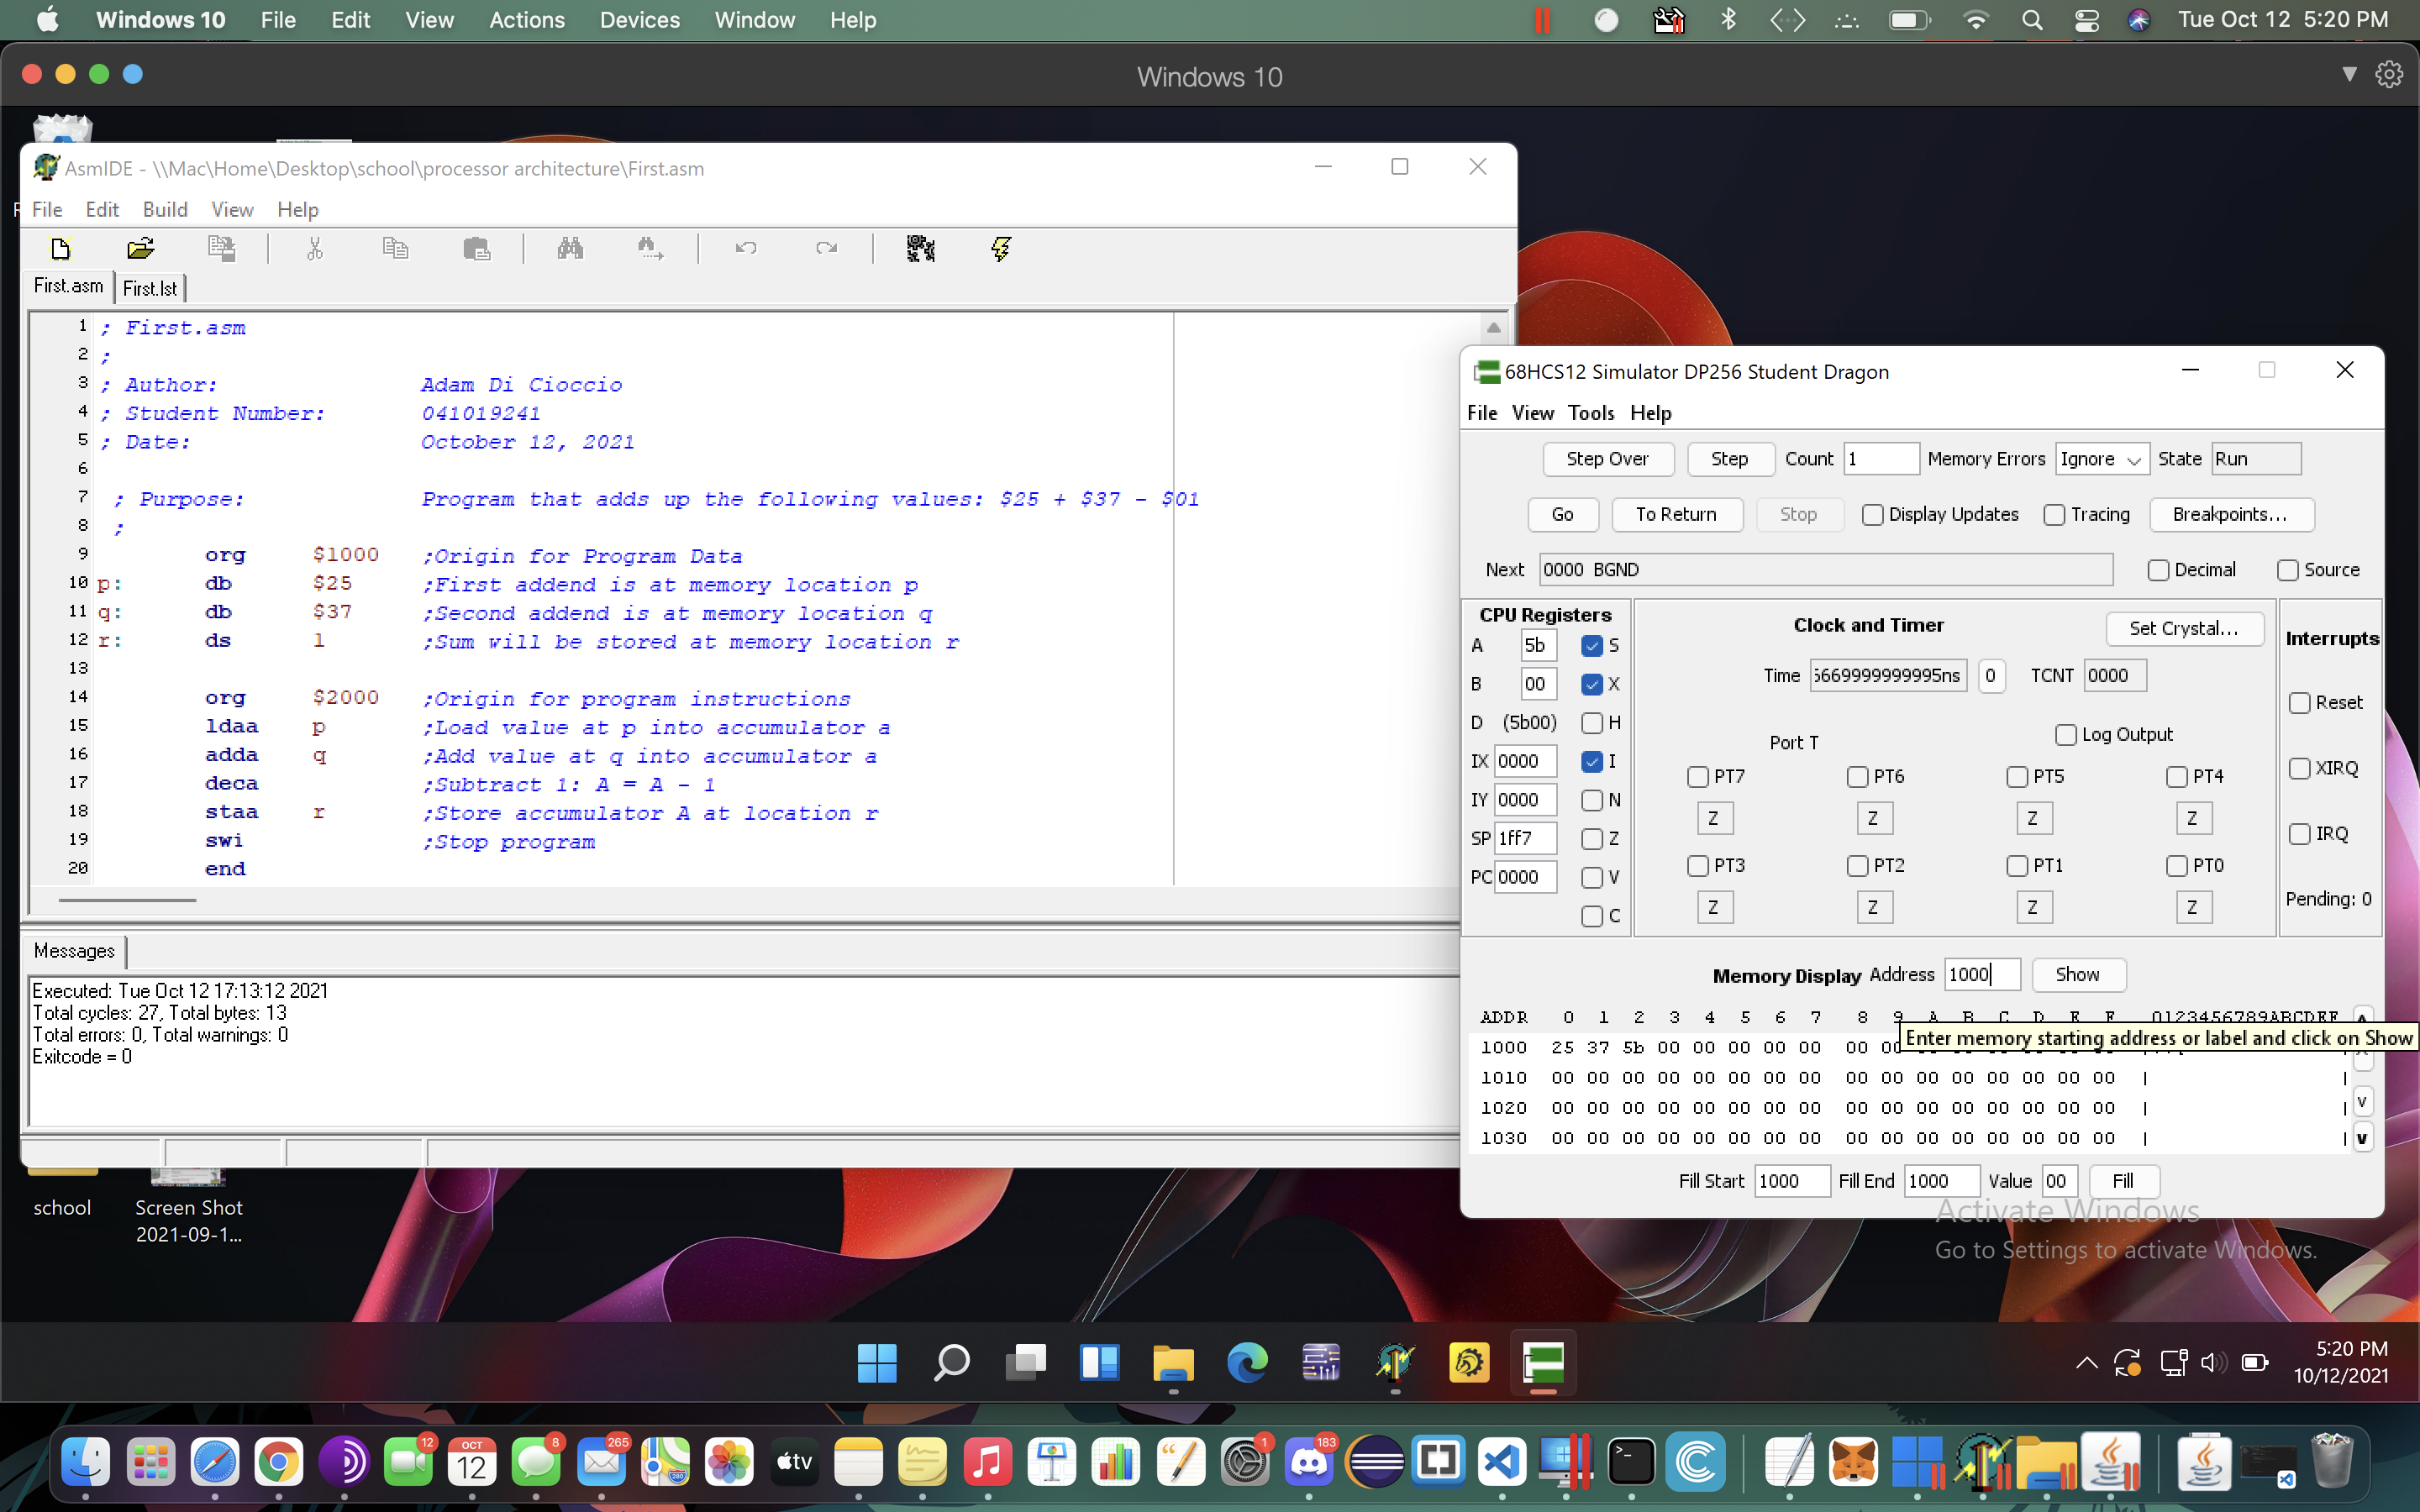 Windows 10 File Edit View Actions Devices Window Help Tue Oct 12 5:20 PM
Windows 10
AsmIDE - \\Mac\Home\Desktop\school\processor architecture\First.asm
File Edit Build View Help
First.asm First.lst
1 ; First.asm
2 ;
3 ; Author: Adam Di Cioccio
4 ; Student Number: 041019241
5 ; Date: October 12, 2021
6
7 ; Purpose: Program that adds up the following values: $25 + $37 - $01
8 ;
9 org $1000 ;Origin for Program Data
10 p: db $25 ;First addend is at memory location p
11 q: db $37 ;Second addend is at memory location q
12 r: ds 1 ;Sum will be stored at memory location r
13
14 org $2000 ;Origin for program instructions
15 ldaa p ;Load value at p into accumulator a
16 adda q ;Add value at q into accumulator a
17 deca ;Subtract 1: A = A - 1
18 staa r ;Store accumulator A at location r
19 swi ;Stop program
20 end
Messages
Executed: Tue Oct 12 17:13:12 2021
Total cycles: 27, Total bytes: 13
Total errors: 0, Total warnings: 0
Exitcode = 0
68HCS12 Simulator DP256 Student Dragon
File View Tools Help
Step Over Step Count 1 Memory Errors Ignore State Run
Go To Return Stop Display Updates Tracing Breakpoints...
Next 0000 BGND Decimal Source
CPU Registers
A 5b S
B 00 X
D (5b00) H
IX 0000 I
IY 0000 N
SP 1ff7 Z
PC 0000 V
C
Clock and Timer Set Crystal...
Time 5669999999995ns 0 TCNT 0000
Port T Log Output
PT7 PT6 PT5 PT4
Z Z Z Z
PT3 PT2 PT1 PT0
Z Z Z Z
Interrupts
Reset
XIRQ
IRQ
Pending: 0
Memory Display Address 1000 Show
ADDR 0 1 2 3 4 5 6 7 8 9 A B C D E F 0123456789ABCDEF
Enter memory starting address or label and click on Show
1000 25 37 5b 00 00 00 00 00 00 00
1010 00 00 00 00 00 00 00 00 00 00 00 00 00 00 00 00 | |
1020 00 00 00 00 00 00 00 00 00 00 00 00 00 00 00 00 | | v
1030 00 00 00 00 00 00 00 00 00 00 00 00 00 00 00 00 | | v
Fill Start 1000 Fill End 1000 Value 00 Fill
Activate Windows
Go to Settings to activate Windows.
school
Screen Shot
2021-09-1...
5:20 PM
10/12/2021
12 OCT 12 8 265 280 tv 1 183